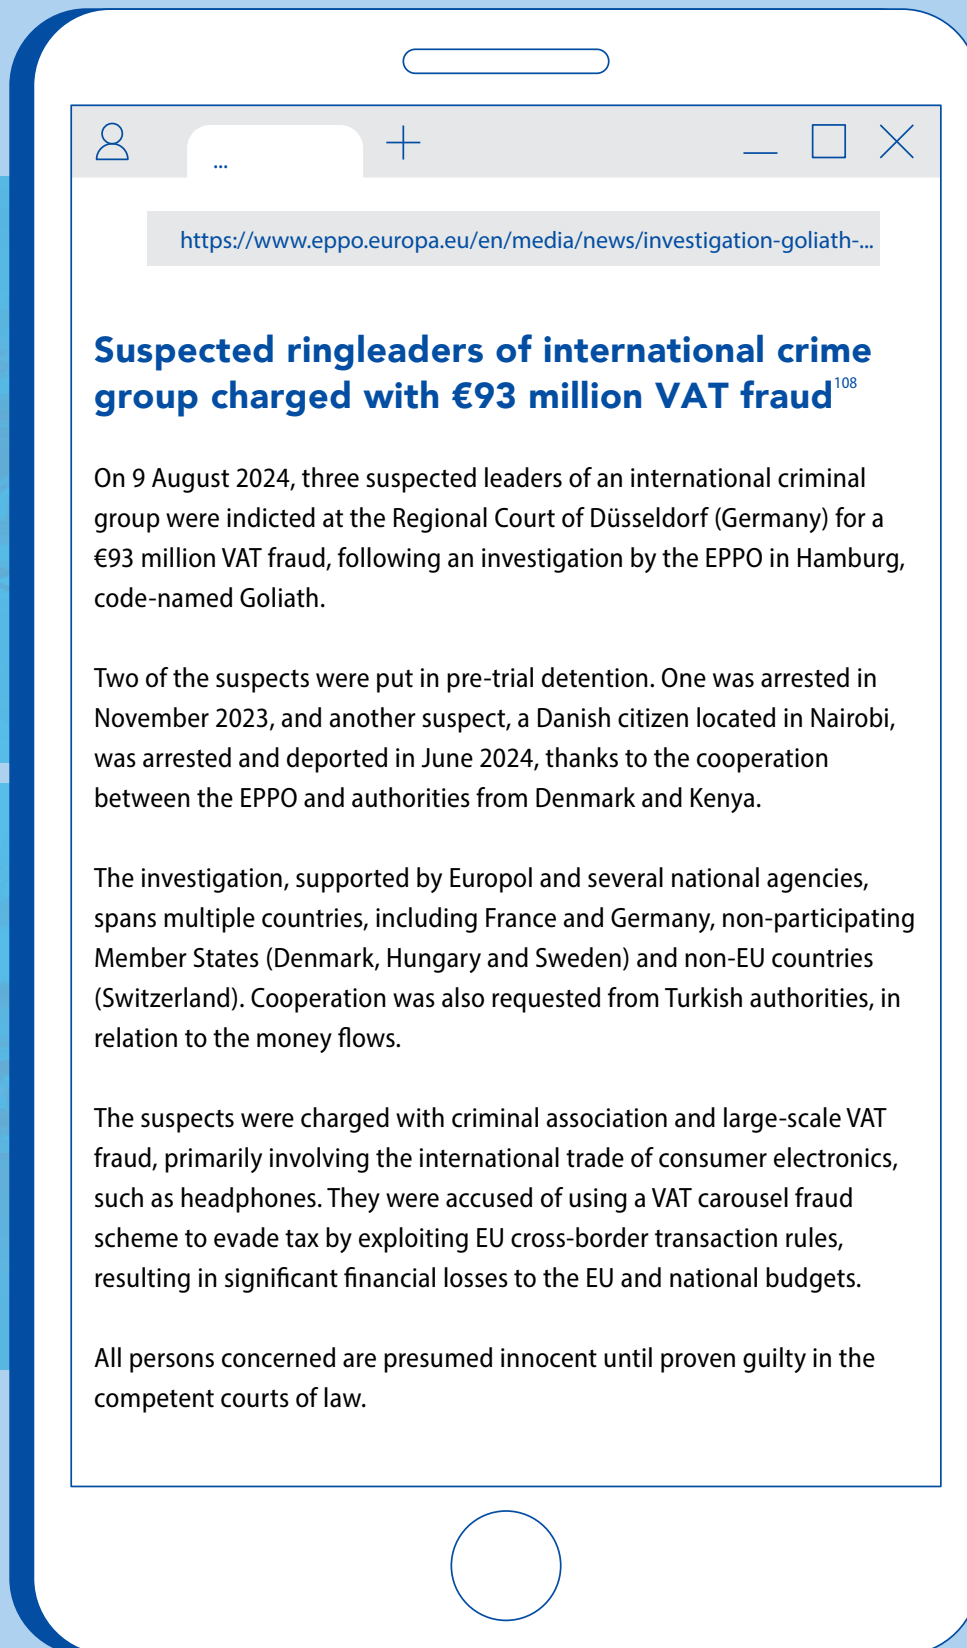 ...
https://www.eppo.europa.eu/en/media/news/investigation-goliath-...
Suspected ringleaders of international crime
group charged with €93 million VAT fraud108
On 9 August 2024, three suspected leaders of an international criminal
group were indicted at the Regional Court of Düsseldorf (Germany) for a
€93 million VAT fraud, following an investigation by the EPPO in Hamburg,
code-named Goliath.
Two of the suspects were put in pre-trial detention. One was arrested in
November 2023, and another suspect, a Danish citizen located in Nairobi,
was arrested and deported in June 2024, thanks to the cooperation
between the EPPO and authorities from Denmark and Kenya.
The investigation, supported by Europol and several national agencies,
spans multiple countries, including France and Germany, non-participating
Member States (Denmark, Hungary and Sweden) and non-EU countries
(Switzerland). Cooperation was also requested from Turkish authorities, in
relation to the money flows.
The suspects were charged with criminal association and large-scale VAT
fraud, primarily involving the international trade of consumer electronics,
such as headphones. They were accused of using a VAT carousel fraud
scheme to evade tax by exploiting EU cross-border transaction rules,
resulting in significant financial losses to the EU and national budgets.
All persons concerned are presumed innocent until proven guilty in the
competent courts of law.